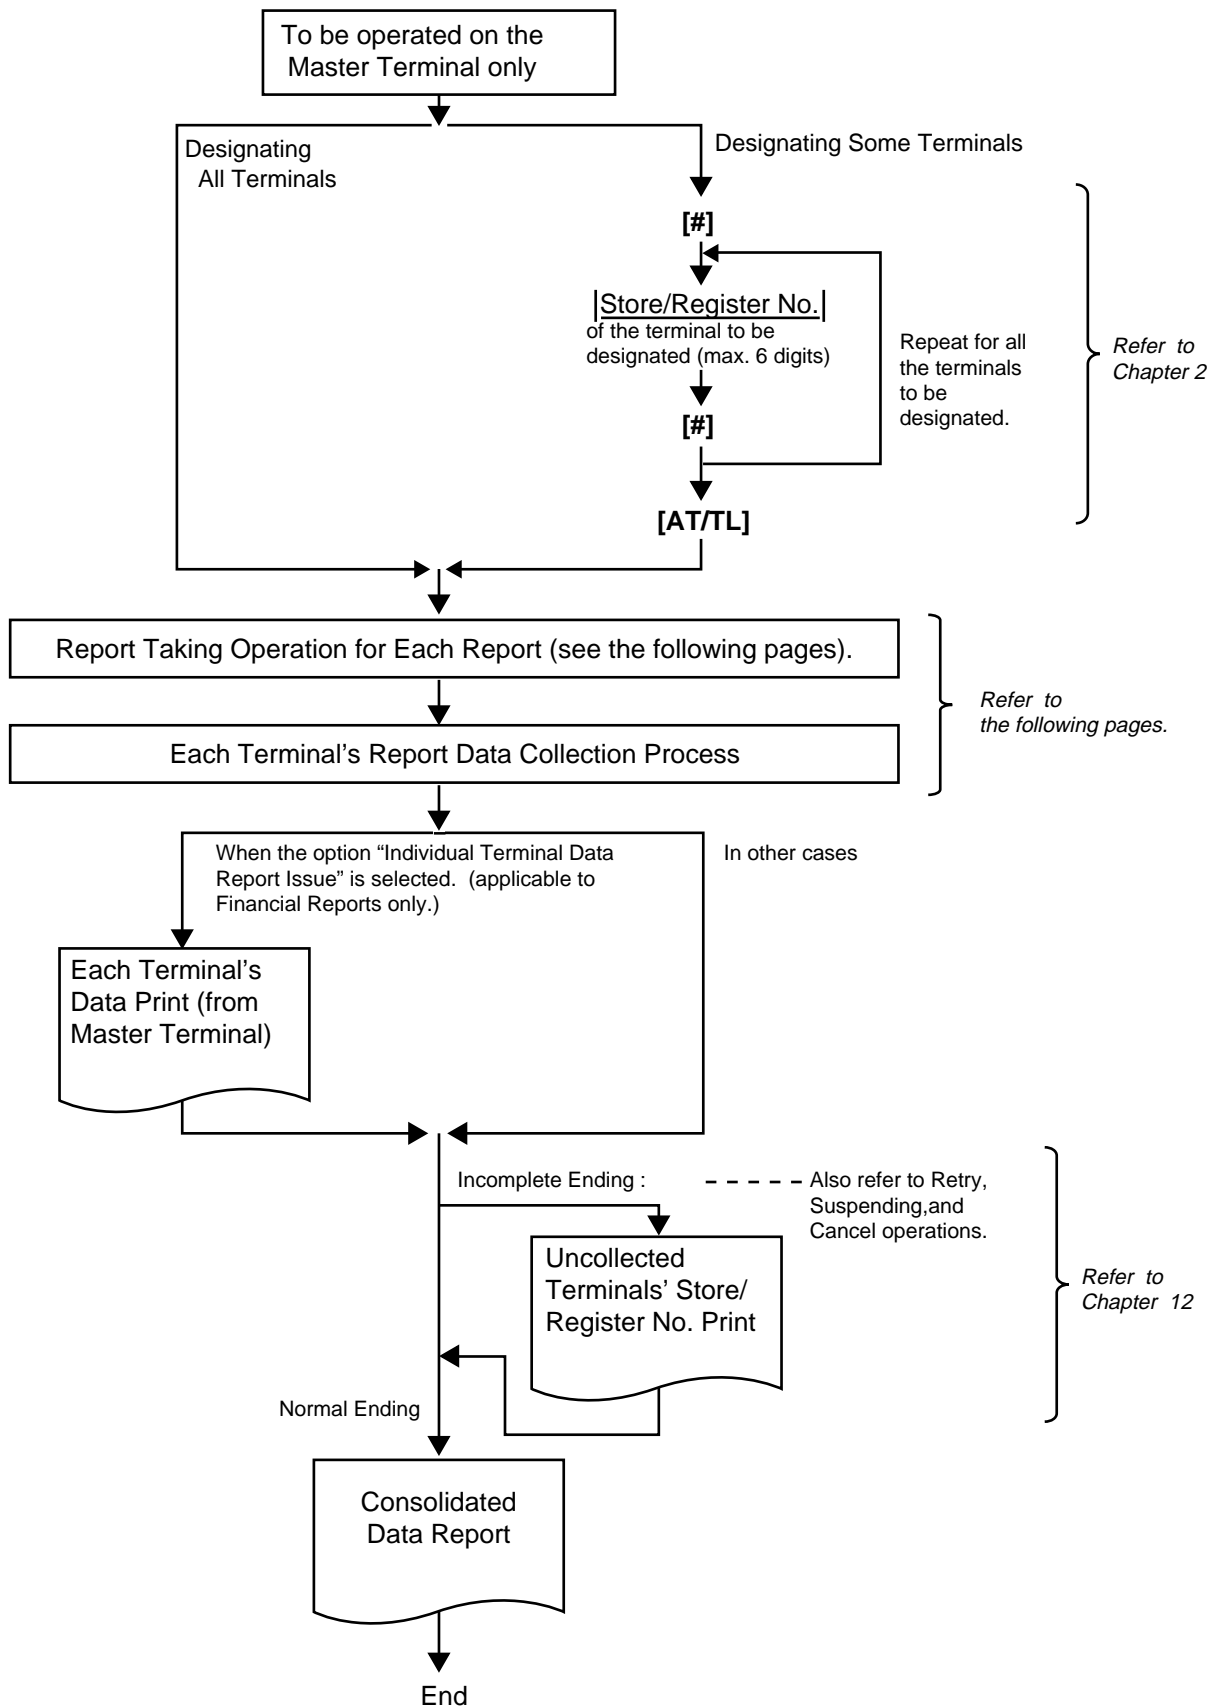 To be operated on the
Master Terminal only
Designating
All Terminals
Designating Some Terminals
[#]
Store/Register No.
of the terminal to be
designated (max. 6 digits)
[#]
Repeat for all
the terminals
to be
designated.
Refer to
Chapter 2
[AT/TL]
Report Taking Operation for Each Report (see the following pages).
Each Terminal’s Report Data Collection Process
Refer to
the following pages.
When the option “Individual Terminal Data
Report Issue” is selected. (applicable to
Financial Reports only.)
In other cases
Each Terminal’s
Data Print (from
Master Terminal)
Incomplete Ending :
Also refer to Retry,
Suspending,and
Cancel operations.
Uncollected
Terminals’ Store/
Register No. Print
Refer to
Chapter 12
Normal Ending
Consolidated
Data Report
End